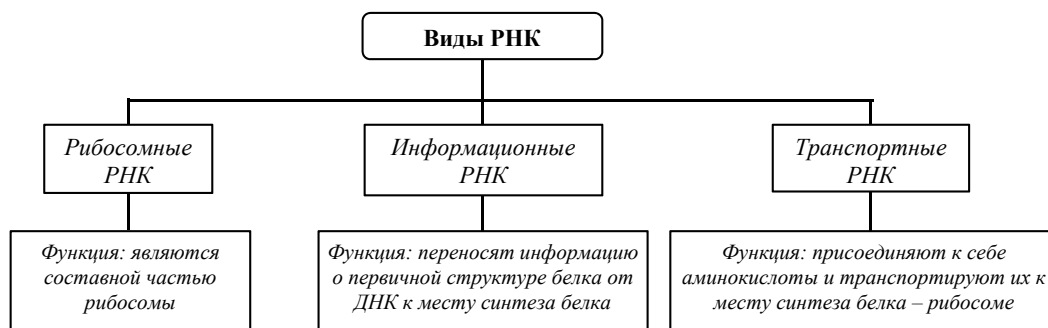 Виды РНК
Рибосомные
РНК
Информационные
РНК
Транспортные
РНК
Функция: являются
составной частью
рибосомы
Функция: переносят информацию
о первичной структуре белка от
ДНК к месту синтеза белка
Функция: присоединяют к себе
аминокислоты и транспортируют их к
месту синтеза белка – рибосоме